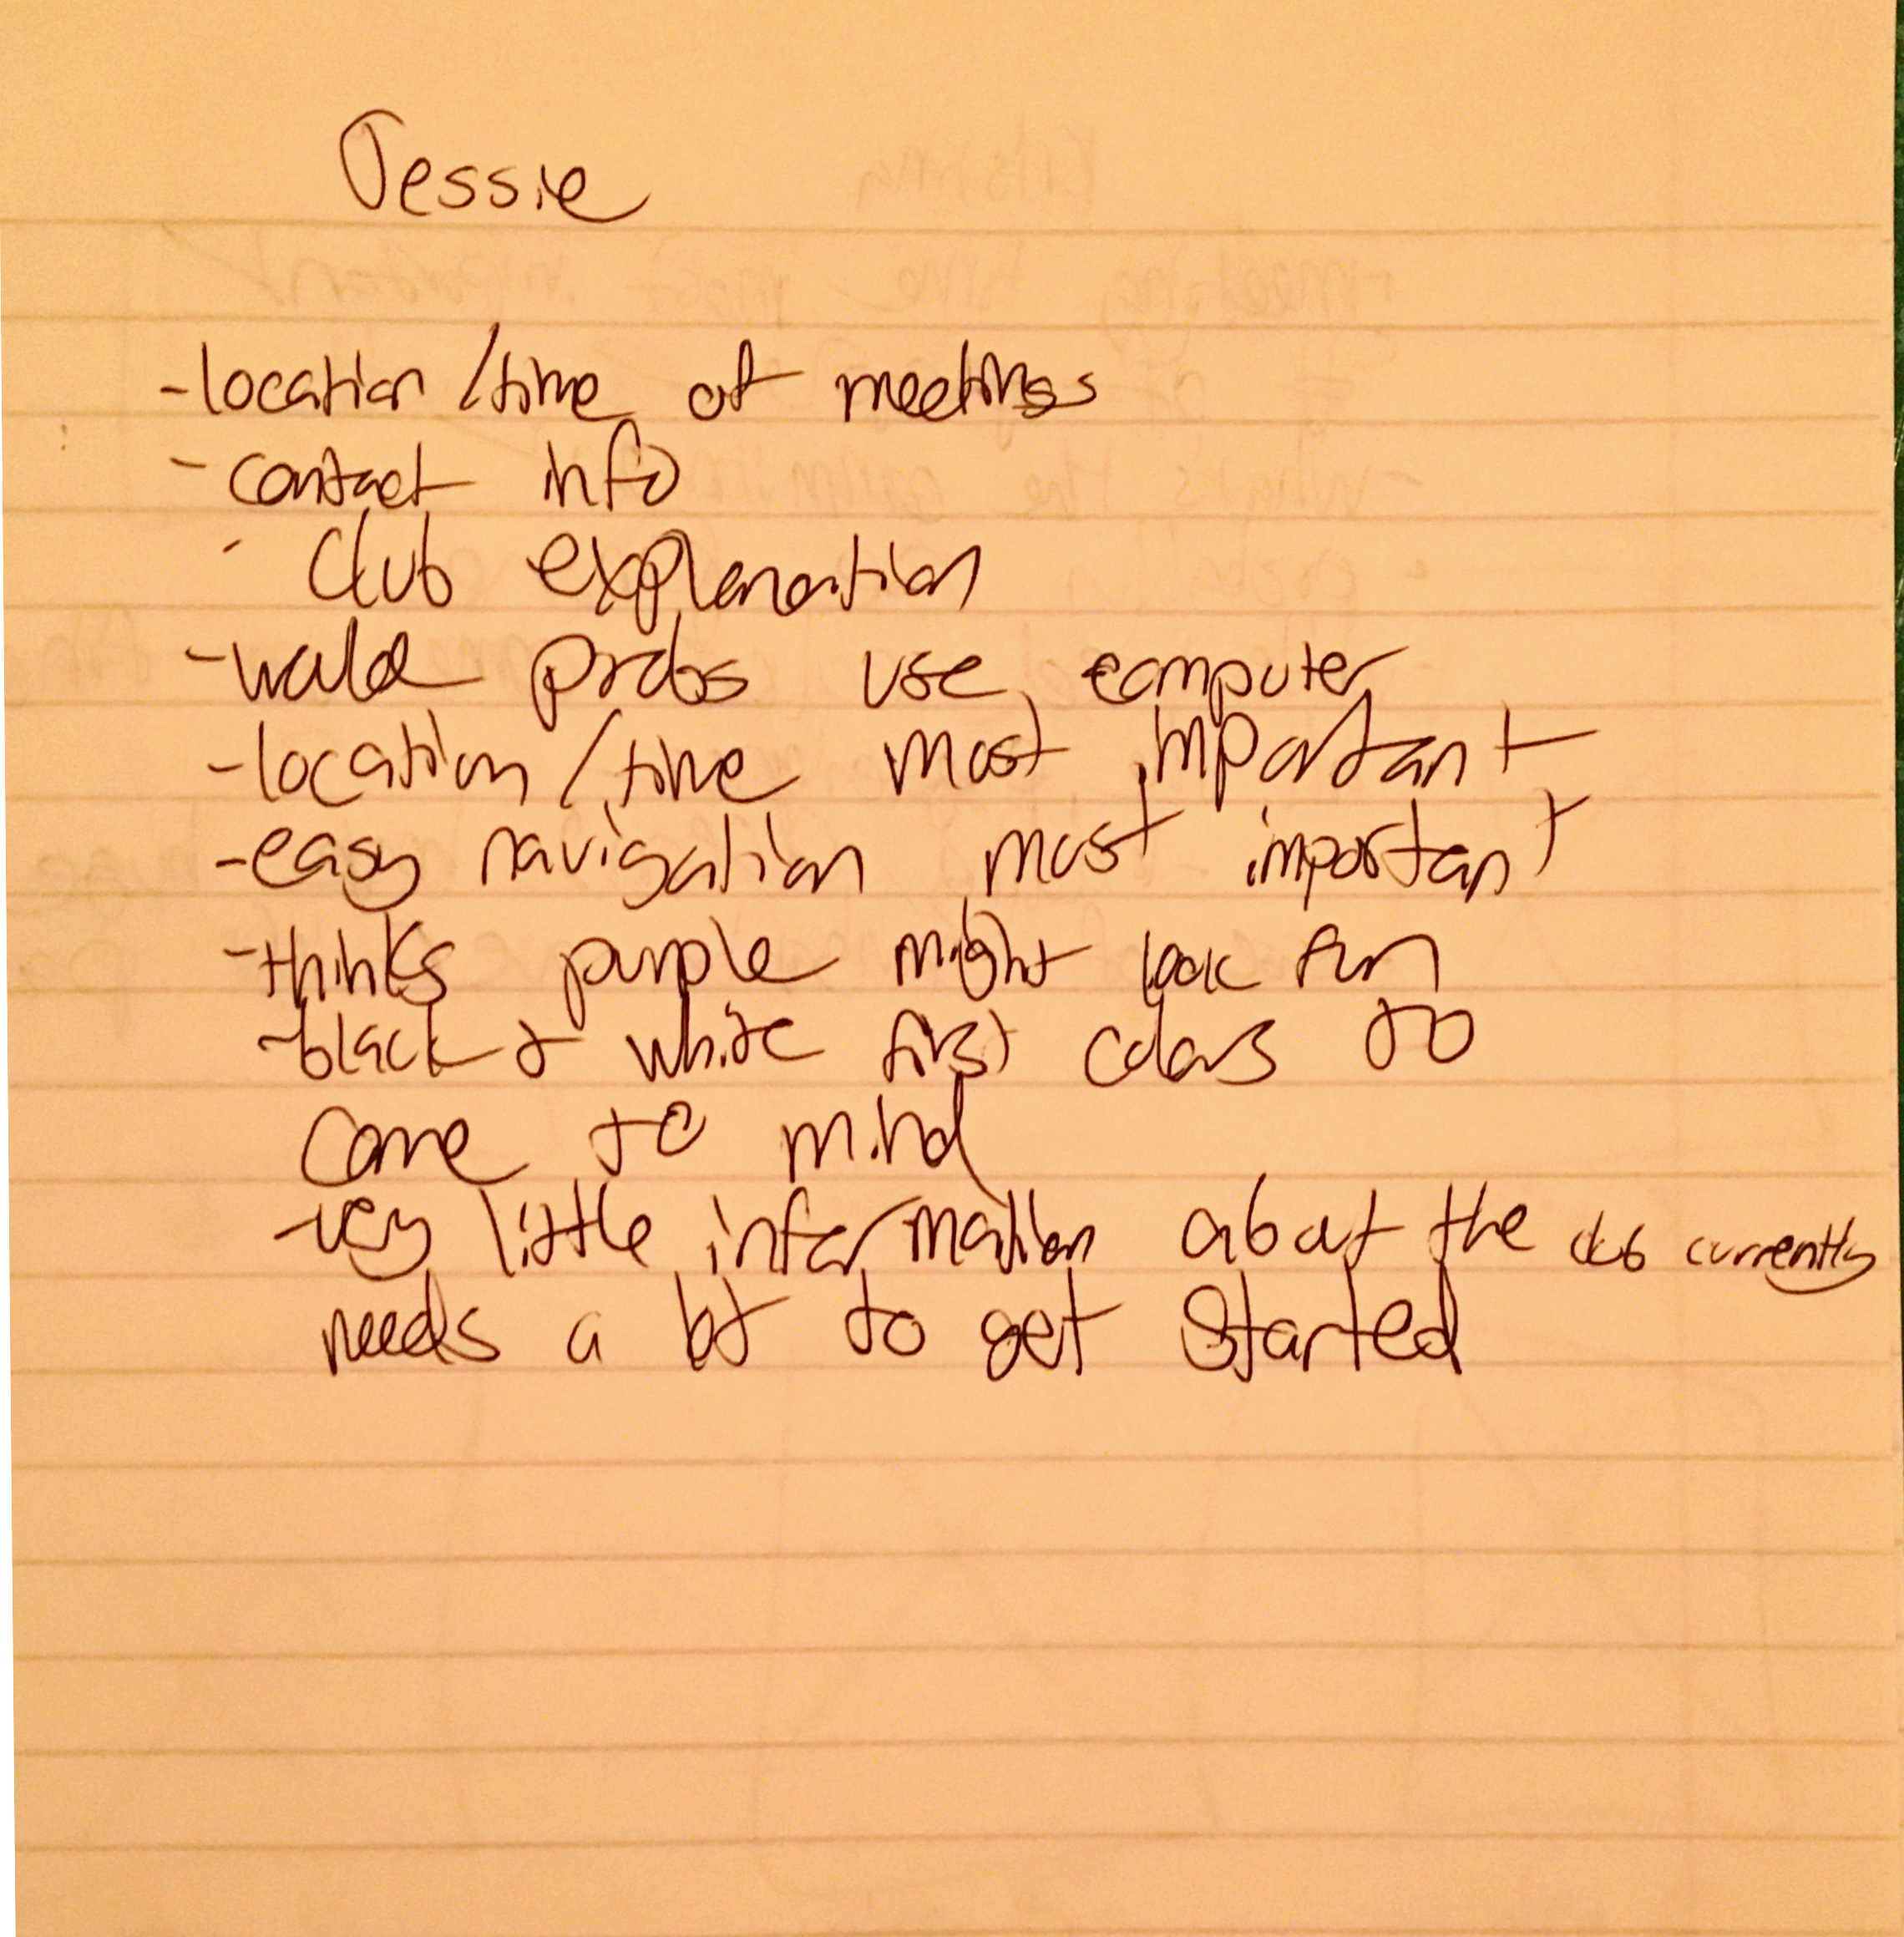 Jessie
-location/time of meetings
- contact info
- Club explanation
-would probs use computer
-location/time most important
-easy navigation most important
-thinks purple might look fun
-black & white first colors to
come to mind
-very little information about the club currently
needs a bit to get started